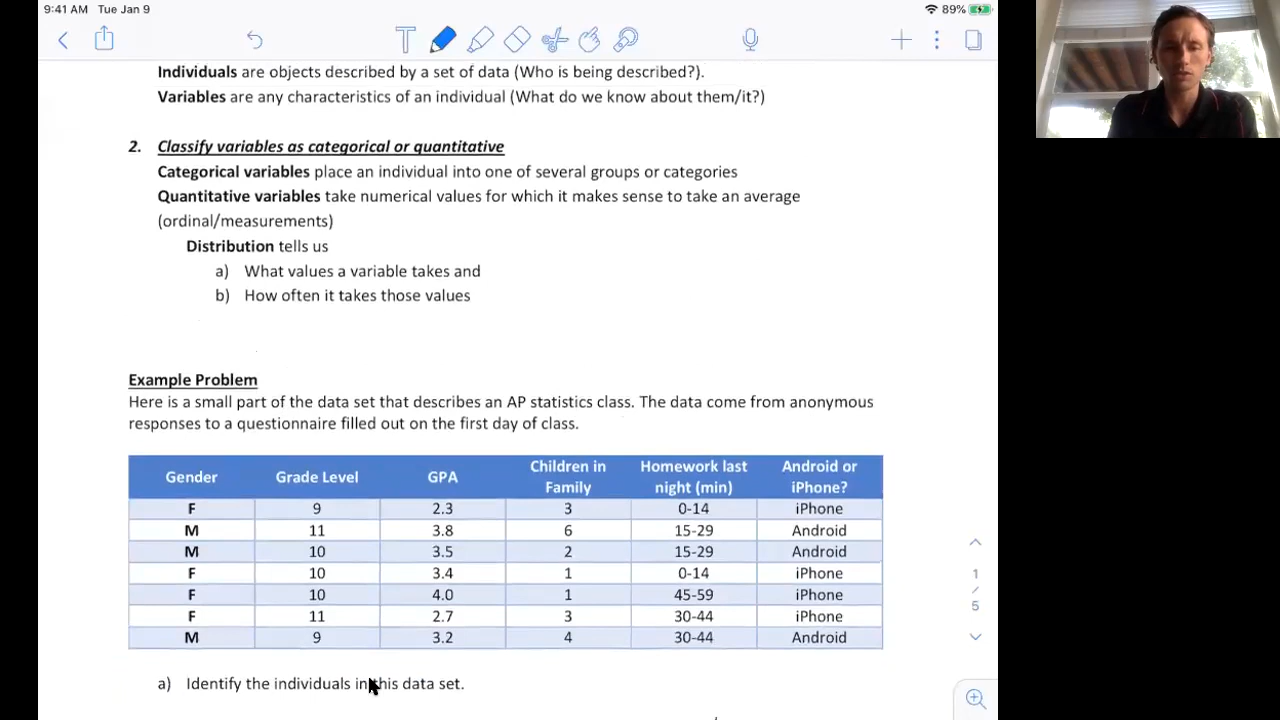 9:41 AM Tue Jan 9 89%
Individuals are objects described by a set of data (Who is being described?).
Variables are any characteristics of an individual (What do we know about them/it?)
2. Classify variables as categorical or quantitative
Categorical variables place an individual into one of several groups or categories
Quantitative variables take numerical values for which it makes sense to take an average
(ordinal/measurements)
Distribution tells us
a) What values a variable takes and
b) How often it takes those values
Example Problem
Here is a small part of the data set that describes an AP statistics class. The data come from anonymous
responses to a questionnaire filled out on the first day of class.
Gender Grade Level GPA Children in Family Homework last night (min) Android or iPhone?
F 9 2.3 3 0-14 iPhone
M 11 3.8 6 15-29 Android
M 10 3.5 2 15-29 Android
F 10 3.4 1 0-14 iPhone
F 10 4.0 1 45-59 iPhone
F 11 2.7 3 30-44 iPhone
M 9 3.2 4 30-44 Android
1
/
5
a) Identify the individuals in this data set.